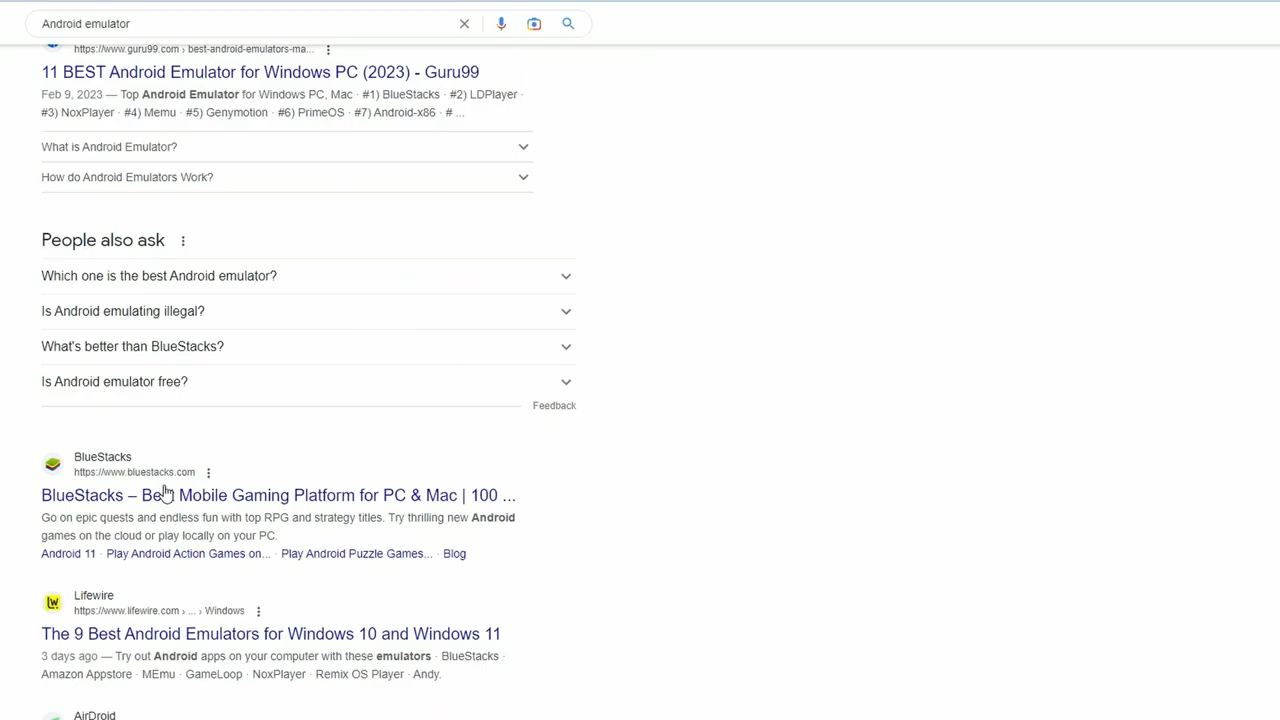 Android emulator
https://www.guru99.com › best-android-emulators-ma...
11 BEST Android Emulator for Windows PC (2023) - Guru99
Feb 9, 2023 — Top Android Emulator for Windows PC, Mac · #1) BlueStacks · #2) LDPlayer ·
#3) NoxPlayer · #4) Memu · #5) Genymotion · #6) PrimeOS · #7) Android-x86 · # ...
What is Android Emulator?
How do Android Emulators Work?
People also ask
Which one is the best Android emulator?
Is Android emulating illegal?
What's better than BlueStacks?
Is Android emulator free?
Feedback
BlueStacks
https://www.bluestacks.com
BlueStacks – Best Mobile Gaming Platform for PC & Mac | 100 ...
Go on epic quests and endless fun with top RPG and strategy titles. Try thrilling new Android
games on the cloud or play locally on your PC.
Android 11 · Play Android Action Games on... · Play Android Puzzle Games... · Blog
Lifewire
https://www.lifewire.com › ... › Windows
The 9 Best Android Emulators for Windows 10 and Windows 11
3 days ago — Try out Android apps on your computer with these emulators · BlueStacks ·
Amazon Appstore · MEmu · GameLoop · NoxPlayer · Remix OS Player · Andy.
AirDroid